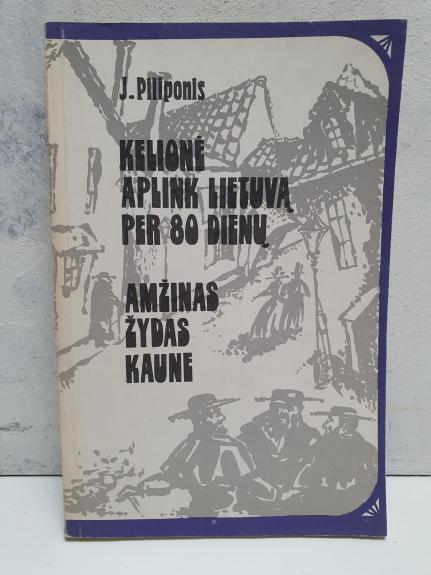 J. Piliponis
KELIONĖ
APLINK LIETUVĄ
PER 80 DIENŲ
AMŽINAS
ŽYDAS
KAUNE